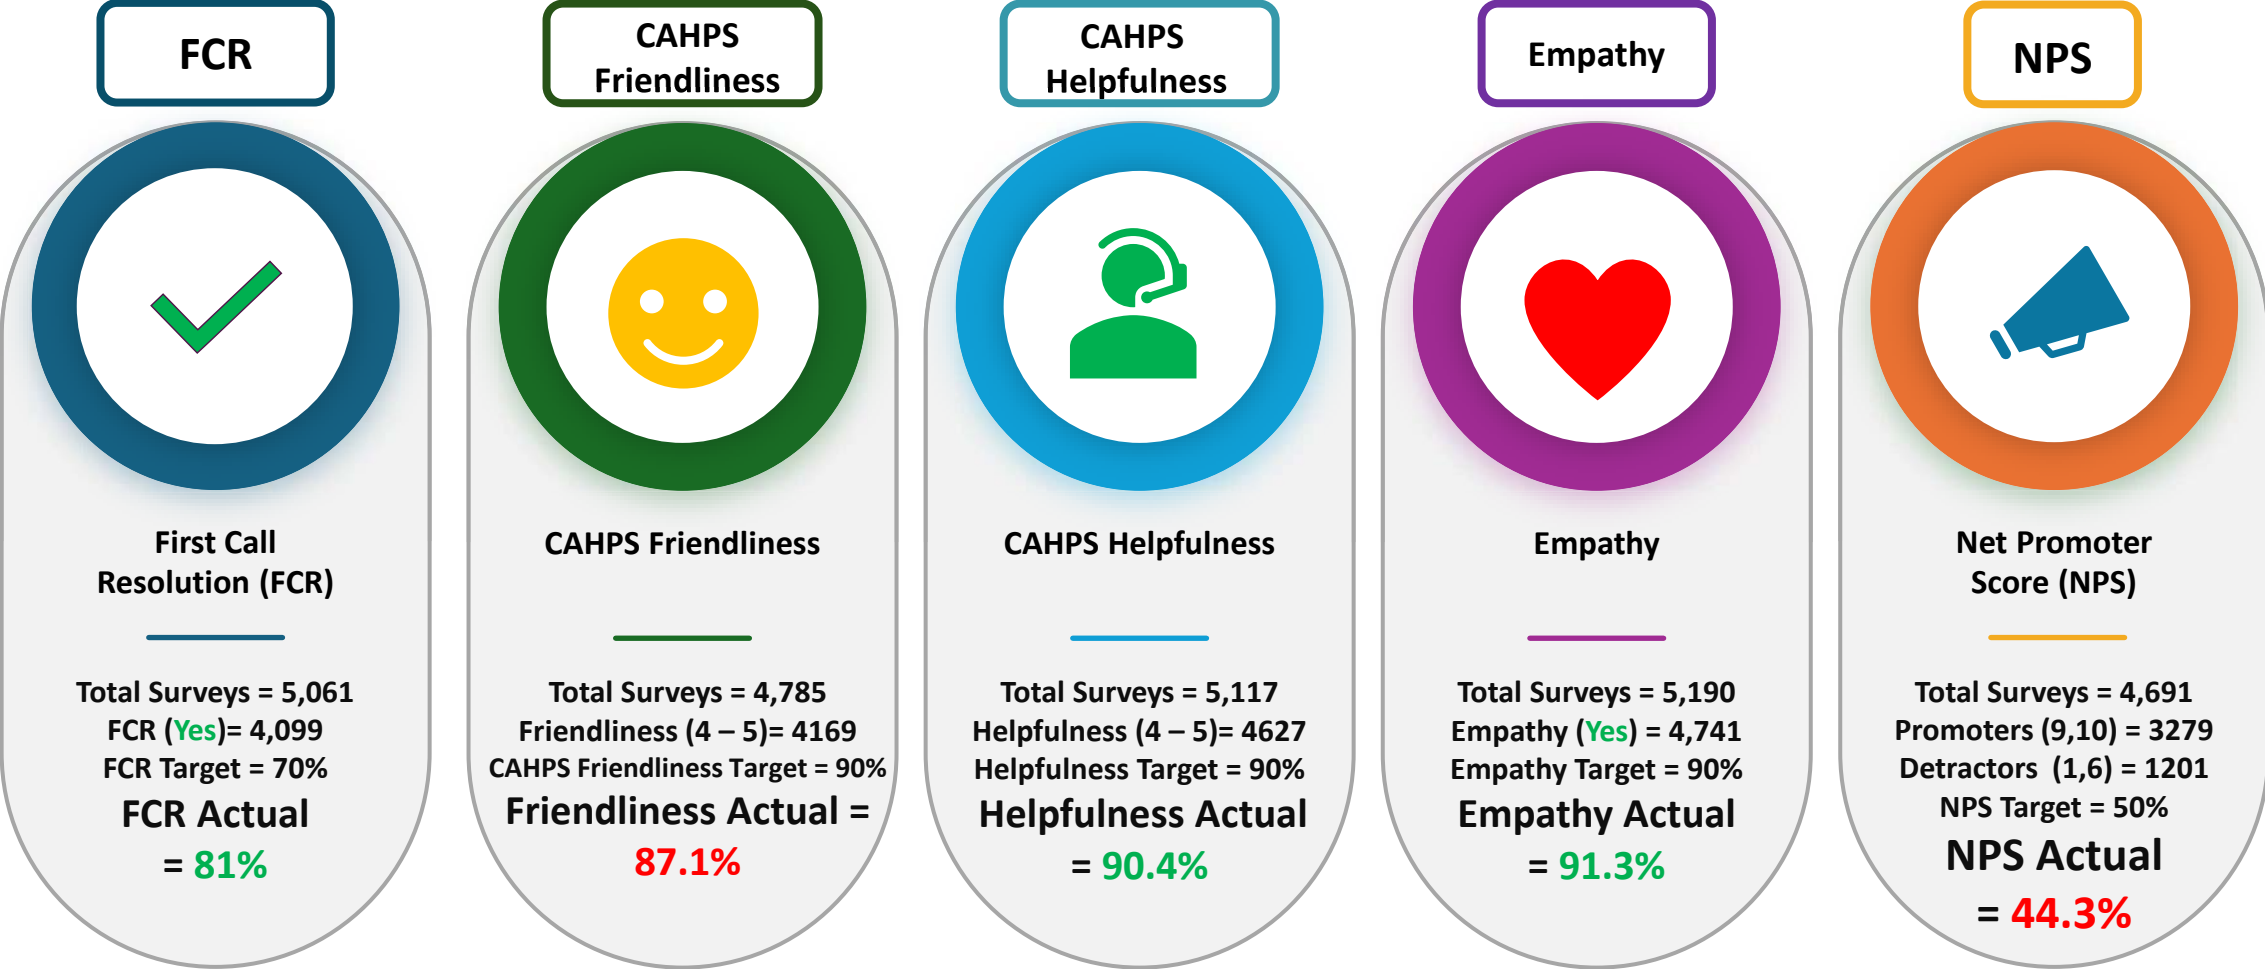 FCR
CAHPS
Friendliness
CAHPS
Helpfulness
Empathy
NPS
First Call
Resolution (FCR)
Total Surveys = 5,061
FCR (Yes)= 4,099
FCR Target = 70%
FCR Actual
= 81%
CAHPS Friendliness
Total Surveys = 4,785
Friendliness (4 – 5)= 4169
CAHPS Friendliness Target = 90%
Friendliness Actual =
87.1%
CAHPS Helpfulness
Total Surveys = 5,117
Helpfulness (4 – 5)= 4627
Helpfulness Target = 90%
Helpfulness Actual
= 90.4%
Empathy
Total Surveys = 5,190
Empathy (Yes) = 4,741
Empathy Target = 90%
Empathy Actual
= 91.3%
Net Promoter
Score (NPS)
Total Surveys = 4,691
Promoters (9,10) = 3279
Detractors  (1,6) = 1201
NPS Target = 50%
NPS Actual
= 44.3%